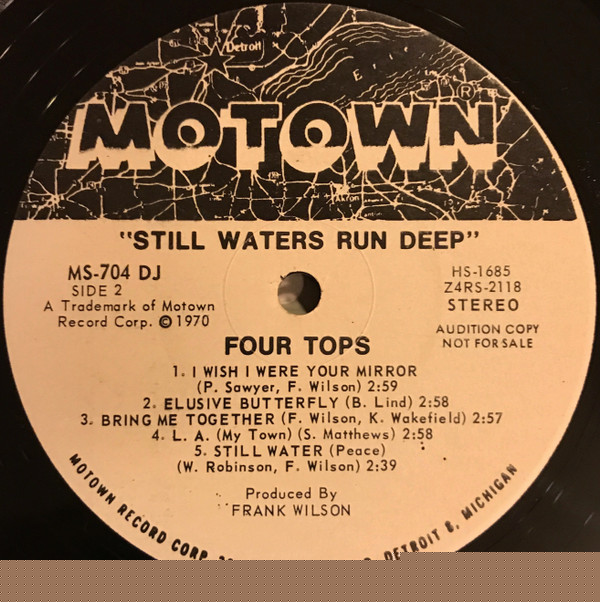 Detroit
Erie
®
MOTOWN
Akron
"STILL WATERS RUN DEEP"
MS-704 DJ
SIDE 2
A Trademark of Motown
Record Corp. ©1970
HS-1685
Z4RS-2118
STEREO
AUDITION COPY
NOT FOR SALE
FOUR TOPS
1. I WISH I WERE YOUR MIRROR
(P. Sawyer, F. Wilson) 2:59
2. ELUSIVE BUTTERFLY (B. Lind) 2:58
3. BRING ME TOGETHER (F. Wilson, K. Wakefield) 2:57
4. L. A. (My Town) (S. Matthews) 2:58
5. STILL WATER (Peace)
(W. Robinson, F. Wilson) 2:39
Produced By
FRANK WILSON
MOTOWN RECORD CORP. DETROIT 8, MICHIGAN